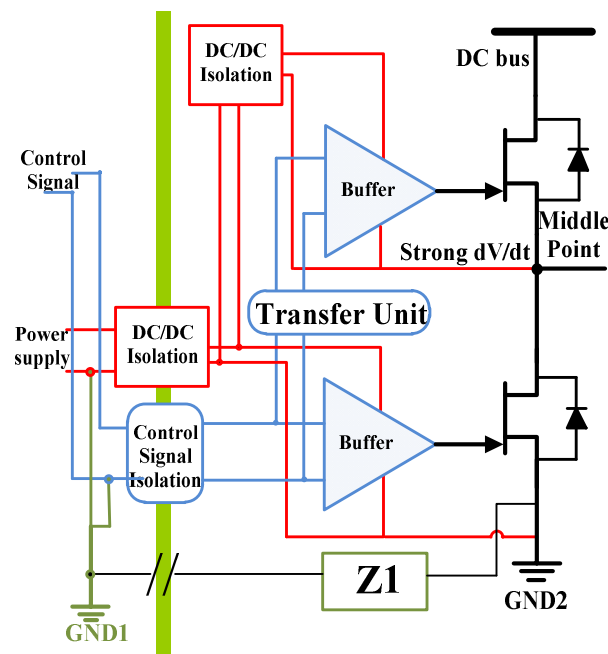 DC/DC
Isolation
DC bus
Control
Signal
Buffer
Middle
Point
Strong dV/dt
Transfer Unit
Power
supply
DC/DC
Isolation
Control
Signal
Isolation
Buffer
Z1
GND2
GND1